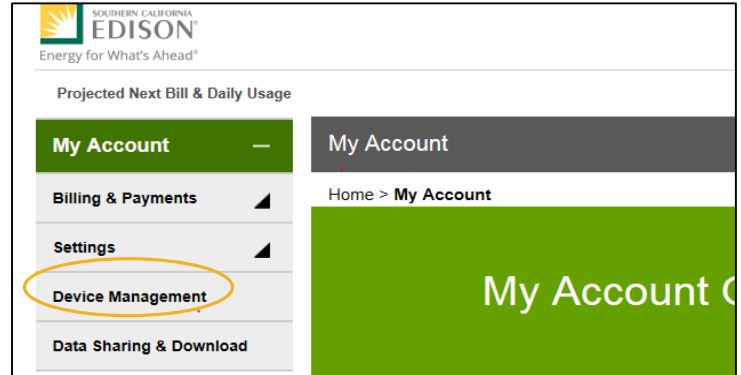 SOUTHERN CALIFORNIA
EDISON®
Energy for What's Ahead®
Projected Next Bill & Daily Usage
My Account
Billing & Payments
Settings
Device Management
Data Sharing & Download
My Account
Home > My Account
My Account